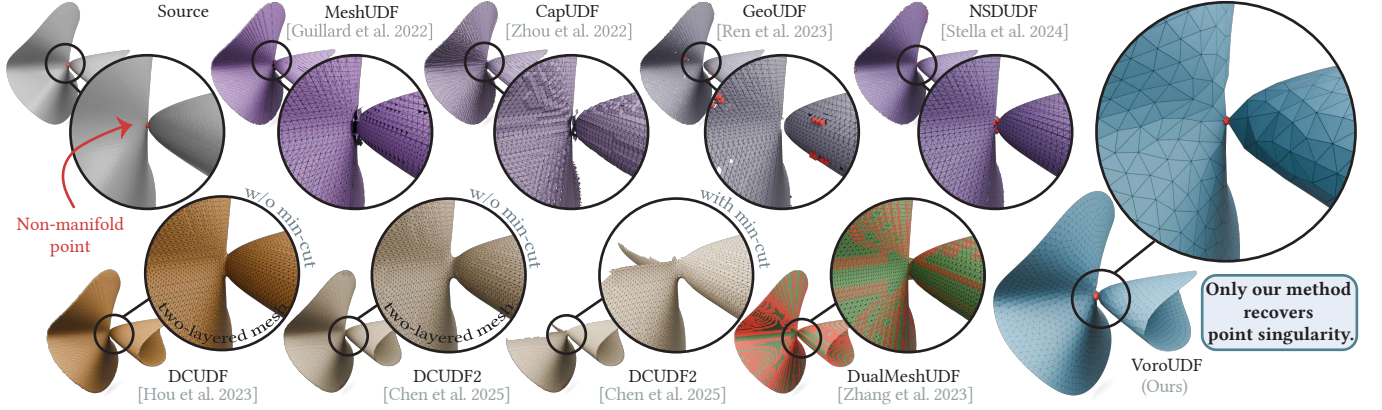 Source
MeshUDF
[Guillard et al. 2022]
CapUDF
[Zhou et al. 2022]
GeoUDF
[Ren et al. 2023]
NSDUDF
[Stella et al. 2024]
Non-manifold
point
w/o min-cut
two-layered mesh
DCUDF
[Hou et al. 2023]
w/o min-cut
two-layered mesh
DCUDF2
[Chen et al. 2025]
with min-cut
DCUDF2
[Chen et al. 2025]
DualMeshUDF
[Zhang et al. 2023]
VoroUDF
(Ours)
Only our method
recovers
point singularity.